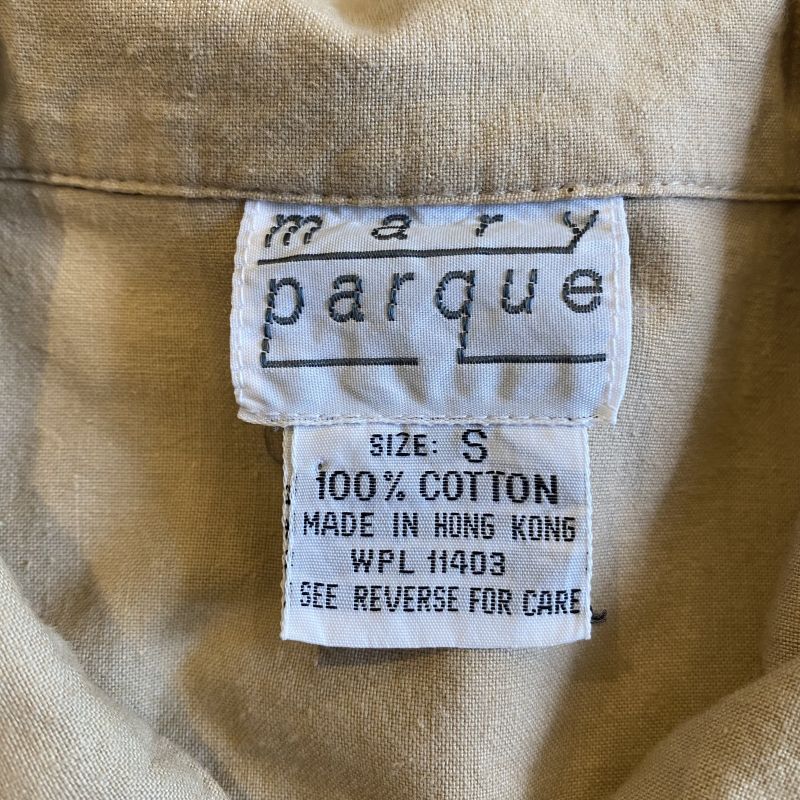 mary
parque
SIZE: S
100% COTTON
MADE IN HONG KONG
WPL 11403
SEE REVERSE FOR CARE